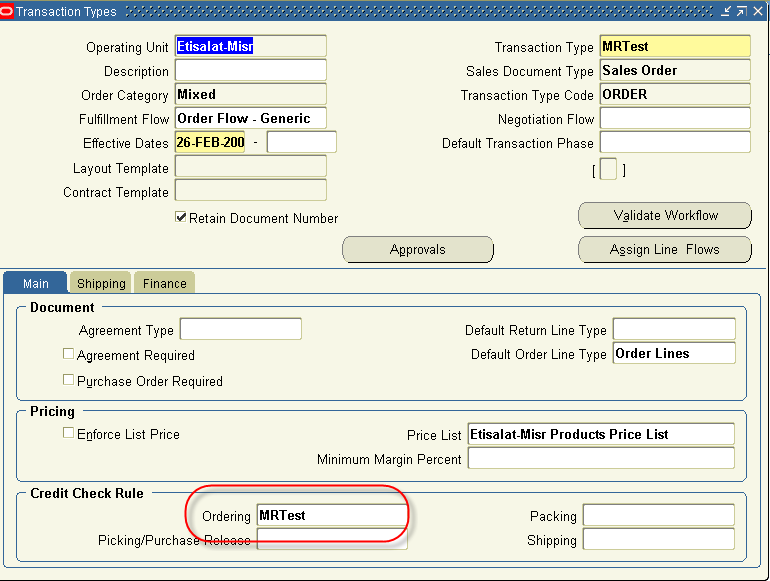 Transaction Types
Operating Unit Etisalat-Misr Transaction Type MRTest
Description Sales Document Type Sales Order
Order Category Mixed Transaction Type Code ORDER
Fulfillment Flow Order Flow - Generic Negotiation Flow
Effective Dates 26-FEB-200 - Default Transaction Phase
Layout Template [ ]
Contract Template
Retain Document Number Validate Workflow
Approvals Assign Line Flows
Main Shipping Finance
Document
Agreement Type Default Return Line Type
Agreement Required Default Order Line Type Order Lines
Purchase Order Required
Pricing
Enforce List Price Price List Etisalat-Misr Products Price List
Minimum Margin Percent
Credit Check Rule
Ordering MRTest Packing
Picking/Purchase Release Shipping